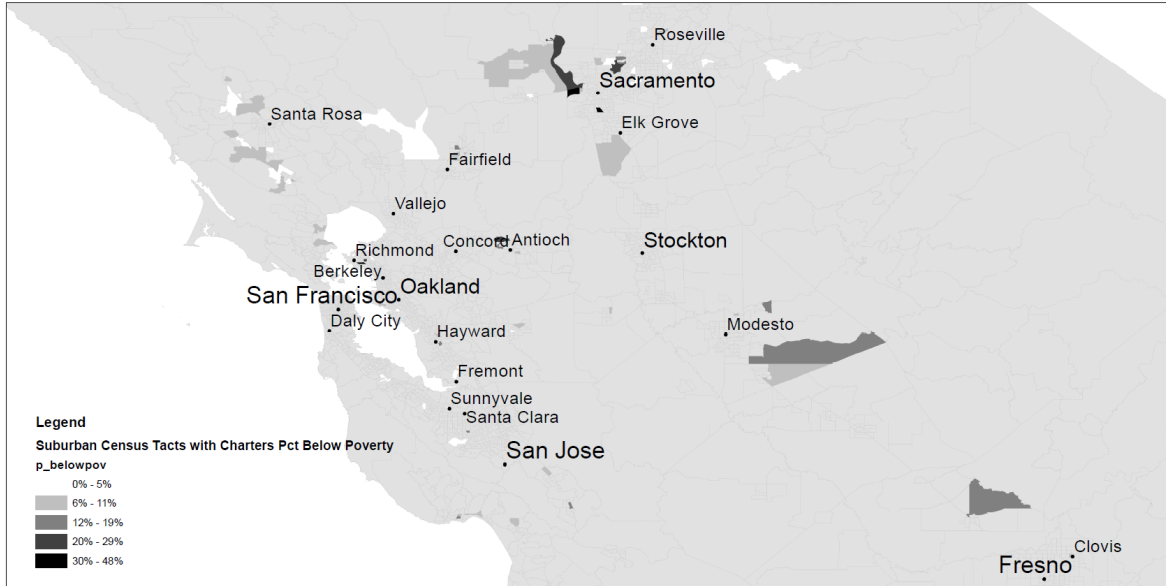 Roseville
Sacramento
Santa Rosa
Elk Grove
Fairfield
Vallejo
Stockton
Concord
Antioch
Richmond
Berkeley
Oakland
San Francisco
Daly City
Modesto
Hayward
Fremont
Sunnyvale
Santa Clara
San Jose
Clovis
Fresno
Legend
Suburban Census Tacts with Charters Pct Below Poverty
p_belowpov
0% - 5%
6% - 11%
12% - 19%
20% - 29%
30% - 48%